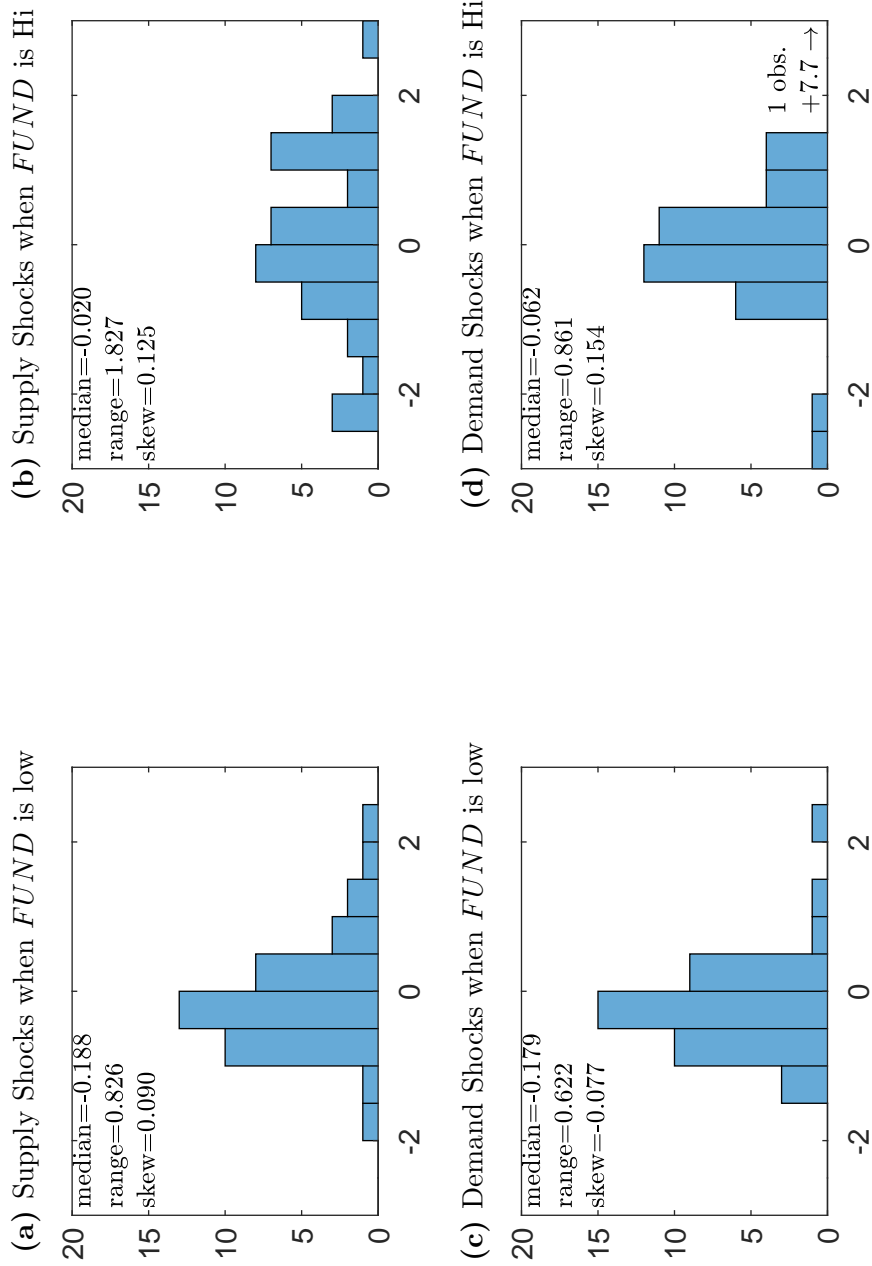 (a) Supply Shocks when FUND is low
median=-0.188
range=0.826
skew=0.090
20
15
10
5
0
-2
0
2
(b) Supply Shocks when FUND is Hi
median=-0.020
range=1.827
skew=0.125
20
15
10
5
0
-2
0
2
(c) Demand Shocks when FUND is low
median=-0.179
range=0.622
skew=-0.077
20
15
10
5
0
-2
0
2
(d) Demand Shocks when FUND is Hi
median=-0.062
range=0.861
skew=0.154
1 obs.
+7.7 →
20
15
10
5
0
-2
0
2